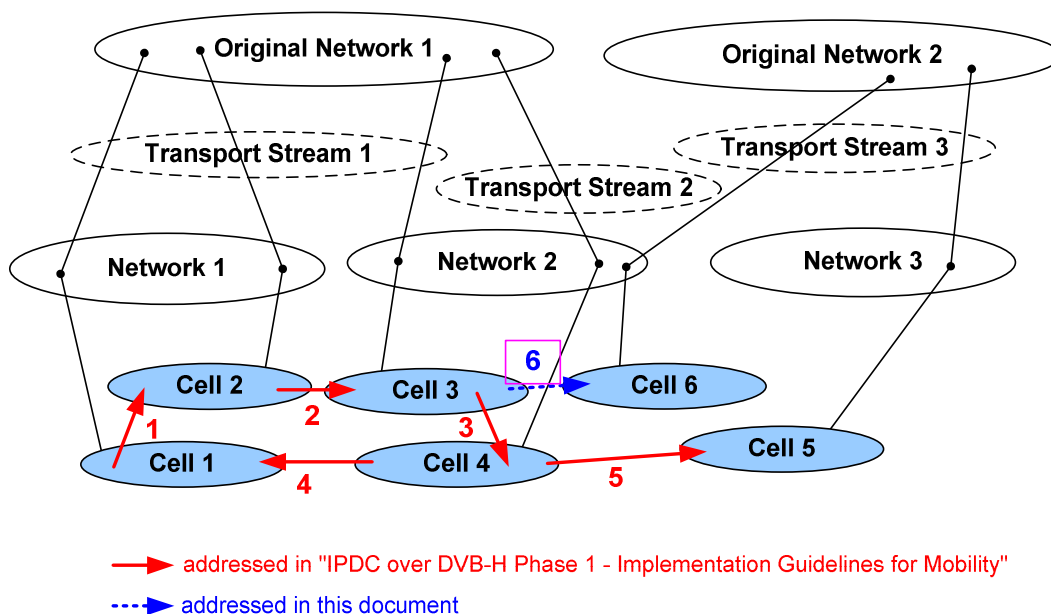 Original Network 1
Original Network 2
Transport Stream 1
Transport Stream 3
Transport Stream 2
Network 1
Network 2
Network 3
6
Cell 2
Cell 3
Cell 6
1
2
3
Cell 1
Cell 4
Cell 5
4
5
addressed in "IPDC over DVB-H Phase 1 - Implementation Guidelines for Mobility"
addressed in this document